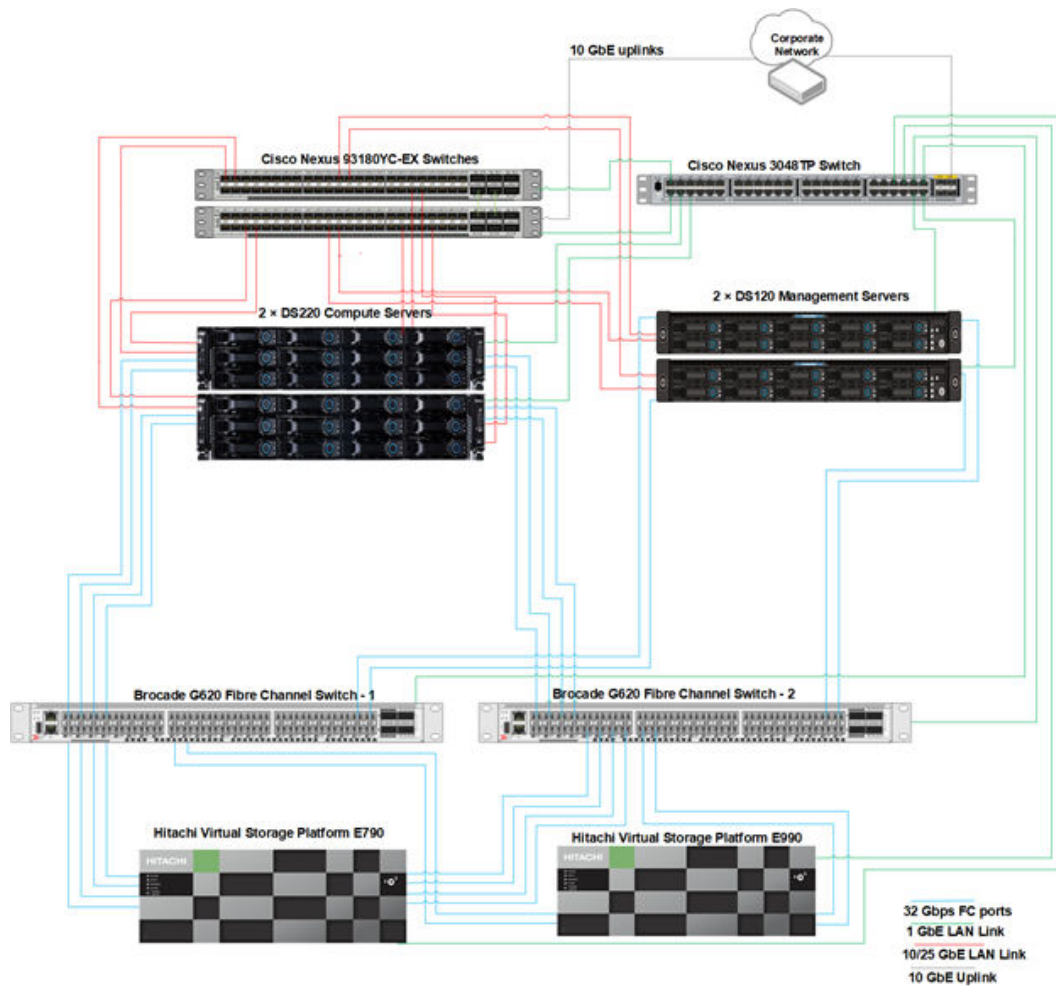 Corporate
Network
10 GbE uplinks
Cisco Nexus 93180YC-EX Switches
Cisco Nexus 3048TP Switch
2 × DS220 Compute Servers
2 × DS120 Management Servers
Brocade G620 Fibre Channel Switch - 1
Brocade G620 Fibre Channel Switch - 2
Hitachi Virtual Storage Platform E790
Hitachi Virtual Storage Platform E990
HITACHI
HITACHI
32 Gbps FC ports
1 GbE LAN Link
10/25 GbE LAN Link
10 GbE Uplink